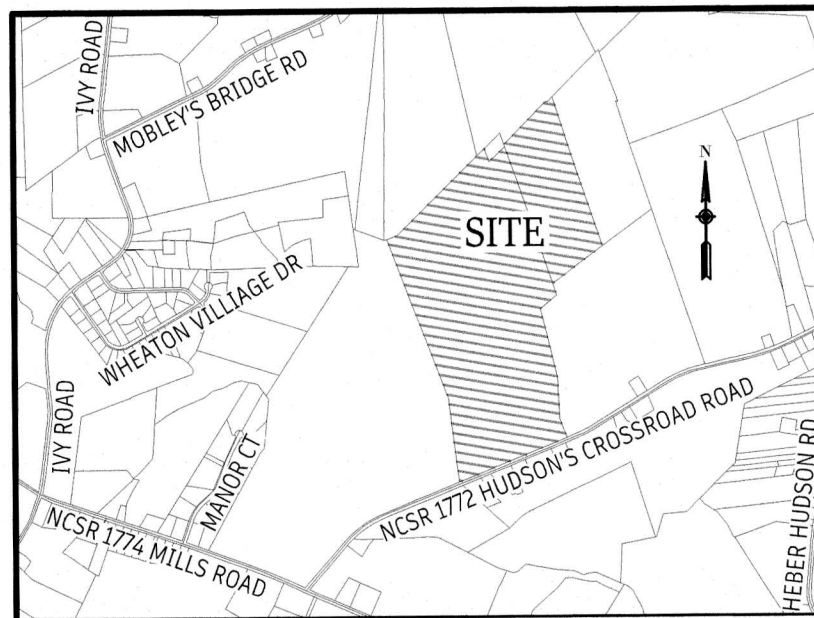 IVY ROAD
MOBLEY'S BRIDGE RD
N
SITE
WHEATON VILLIAGE DR
IVY ROAD
MANOR CT
NCSR 1772 HUDSON'S CROSSROAD ROAD
HEBER HUDSON RD
NCSR 1774 MILLS ROAD